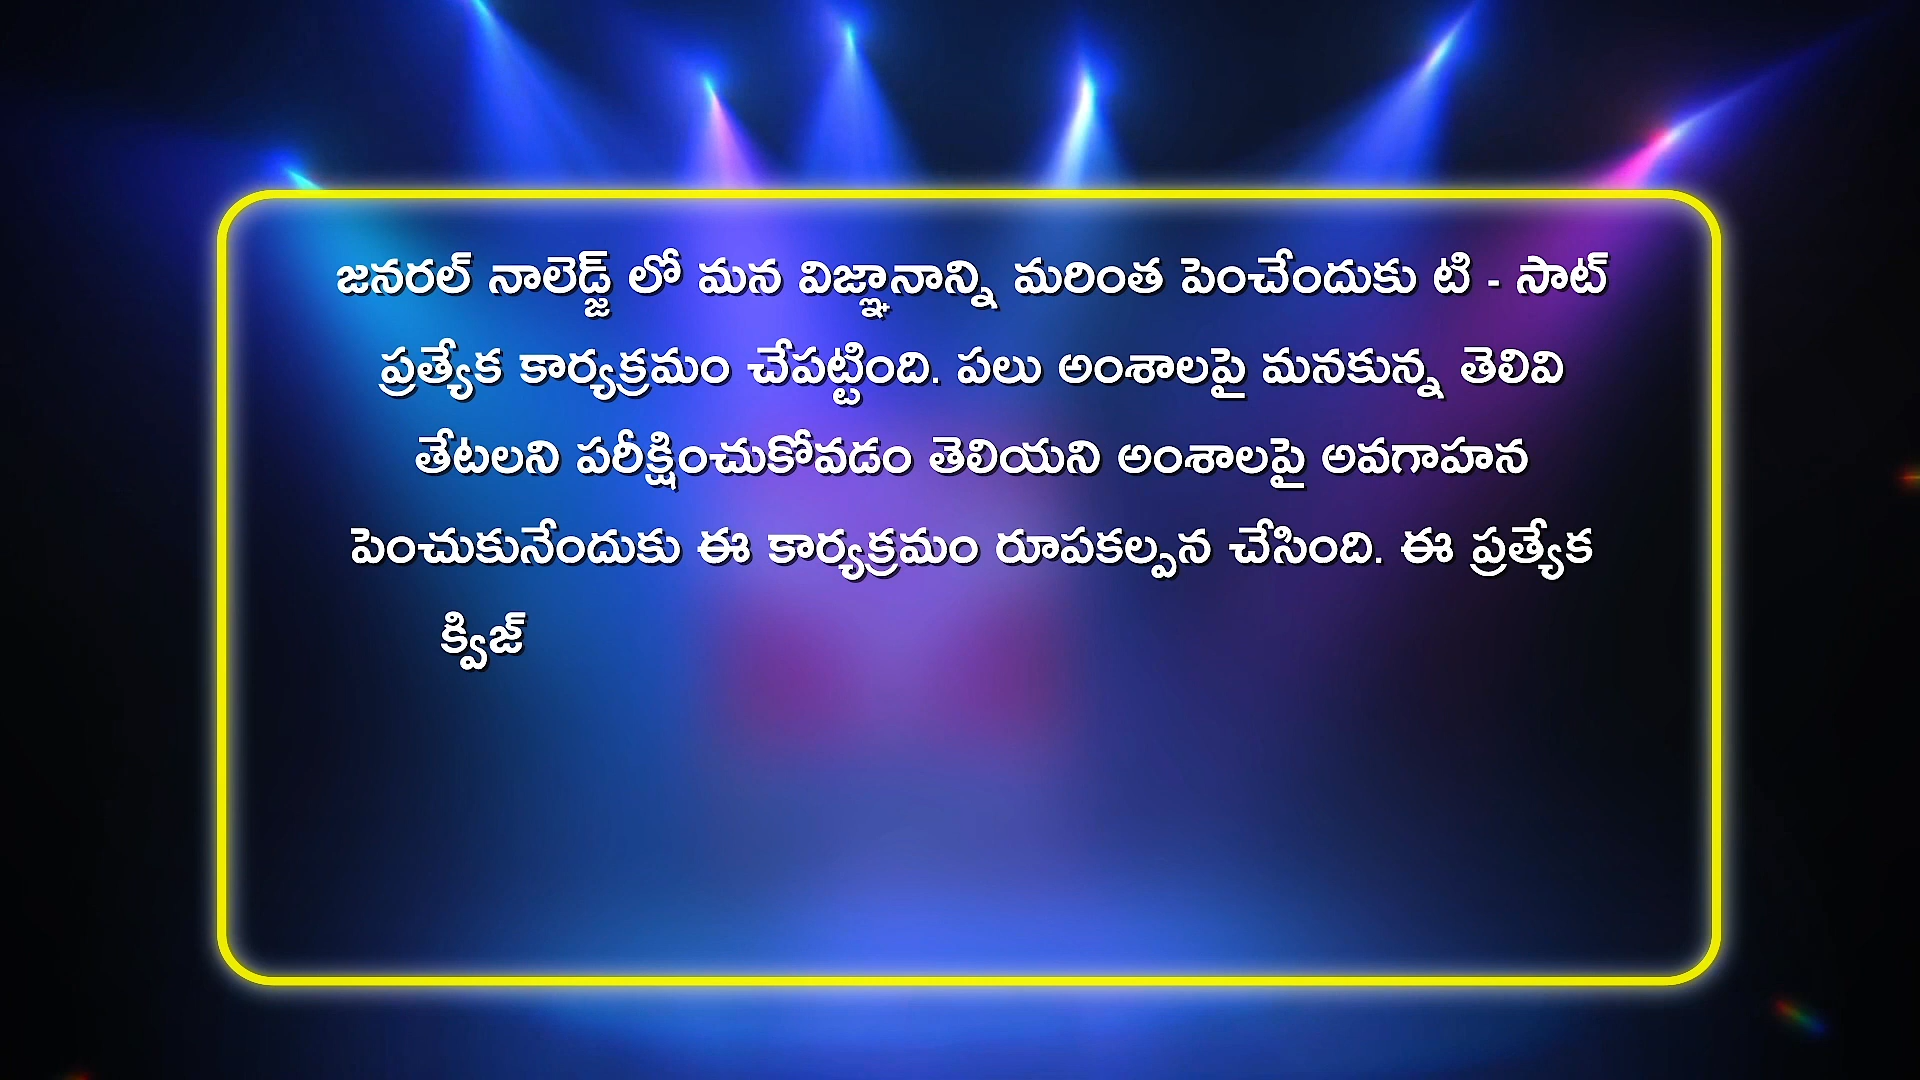 జనరల్ నాలెడ్జ్ లో మన విజ్ఞానాన్ని మరింత పెంచేందుకు టి - సాట్
ప్రత్యేక కార్యక్రమం చేపట్టింది. పలు అంశాలపై మనకున్న తెలివి
తేటలని పరీక్షించుకోవడం తెలియని అంశాలపై అవగాహన
పెంచుకునేందుకు ఈ కార్యక్రమం రూపకల్పన చేసింది. ఈ ప్రత్యేక
క్విజ్